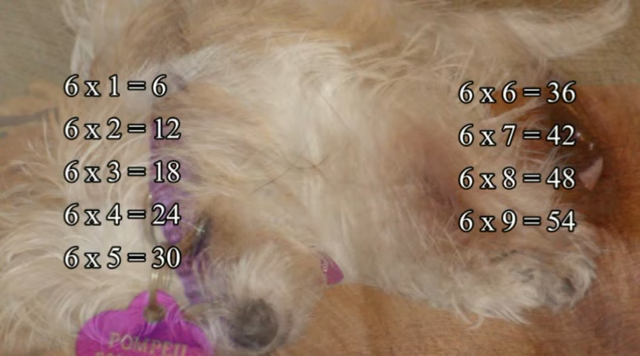 6 x 1 = 6
6 x 2 = 12
6 x 3 = 18
6 x 4 = 24
6 x 5 = 30
6 x 6 = 36
6 x 7 = 42
6 x 8 = 48
6 x 9 = 54
POMPEII